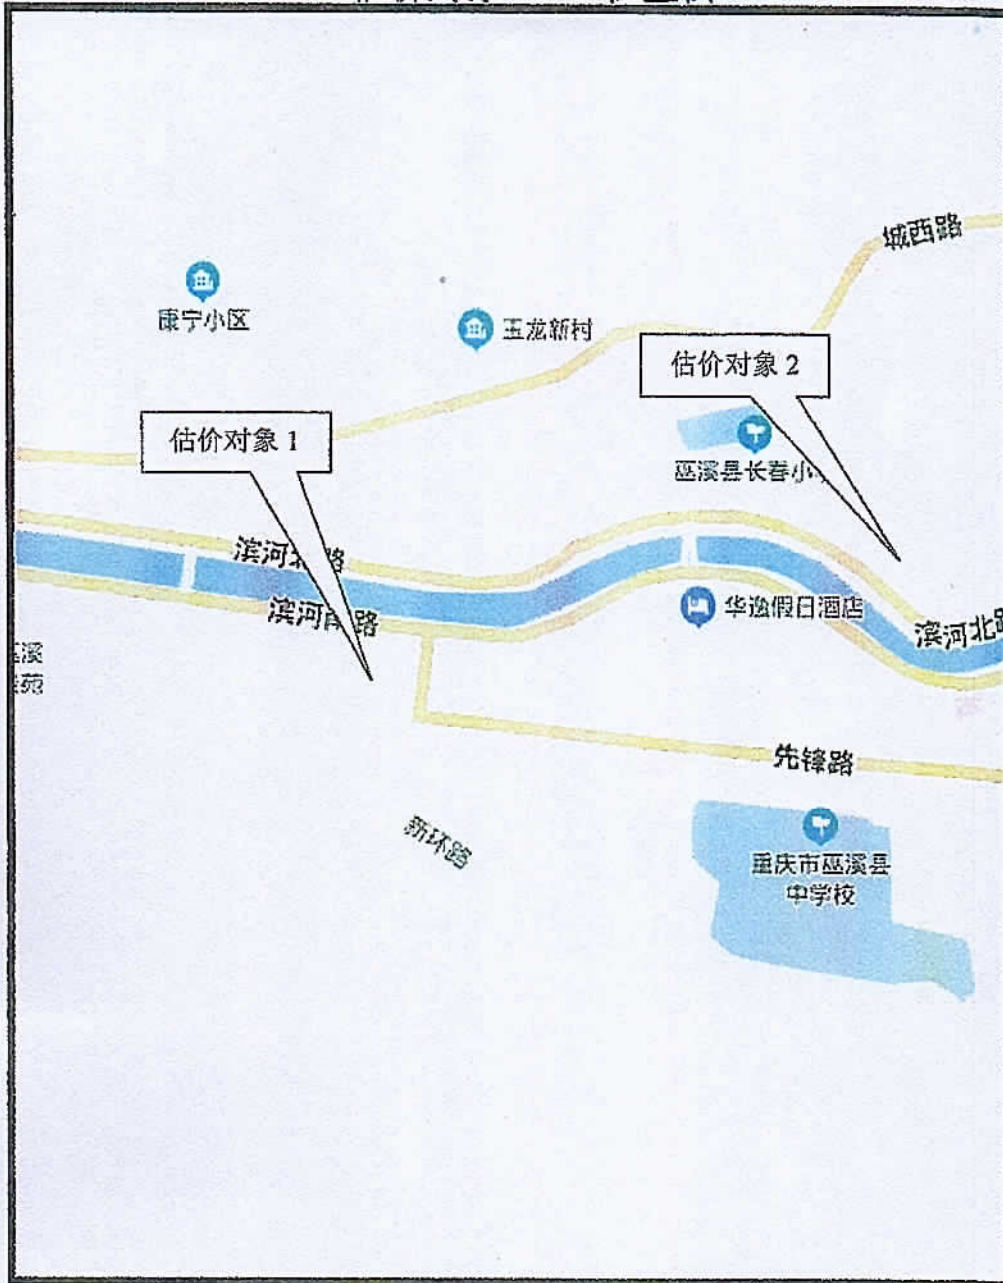 城西路
康宁小区
玉龙新村
估价对象 2
估价对象 1
巫溪县长春小
滨河北路
华逸假日酒店
滨河南路
滨河北路
巫溪
苑
先锋路
新环路
重庆市巫溪县
中学校